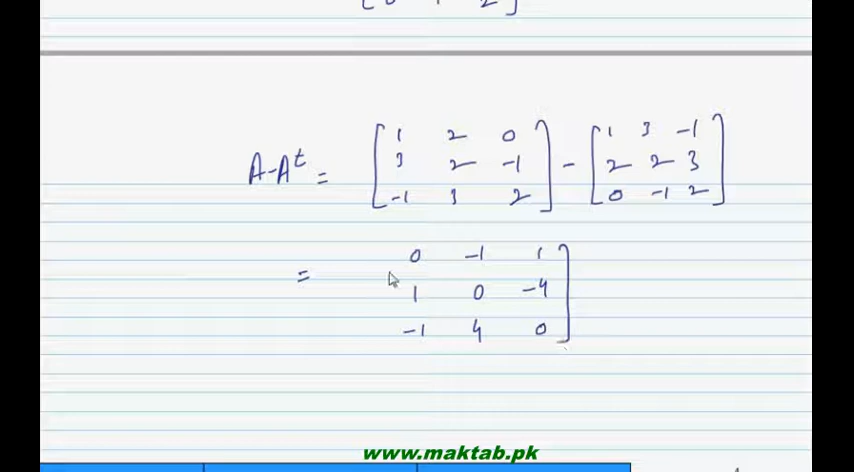 A-Aᵗ = [ 1 2 0 ] - [ 1 3 -1 ]
[ 3 2 -1 ] [ 2 2 3 ]
[ -1 3 2 ] [ 0 -1 2 ]
= 0 -1 1 ]
1 0 -4 ]
-1 4 0 ]
www.maktab.pk